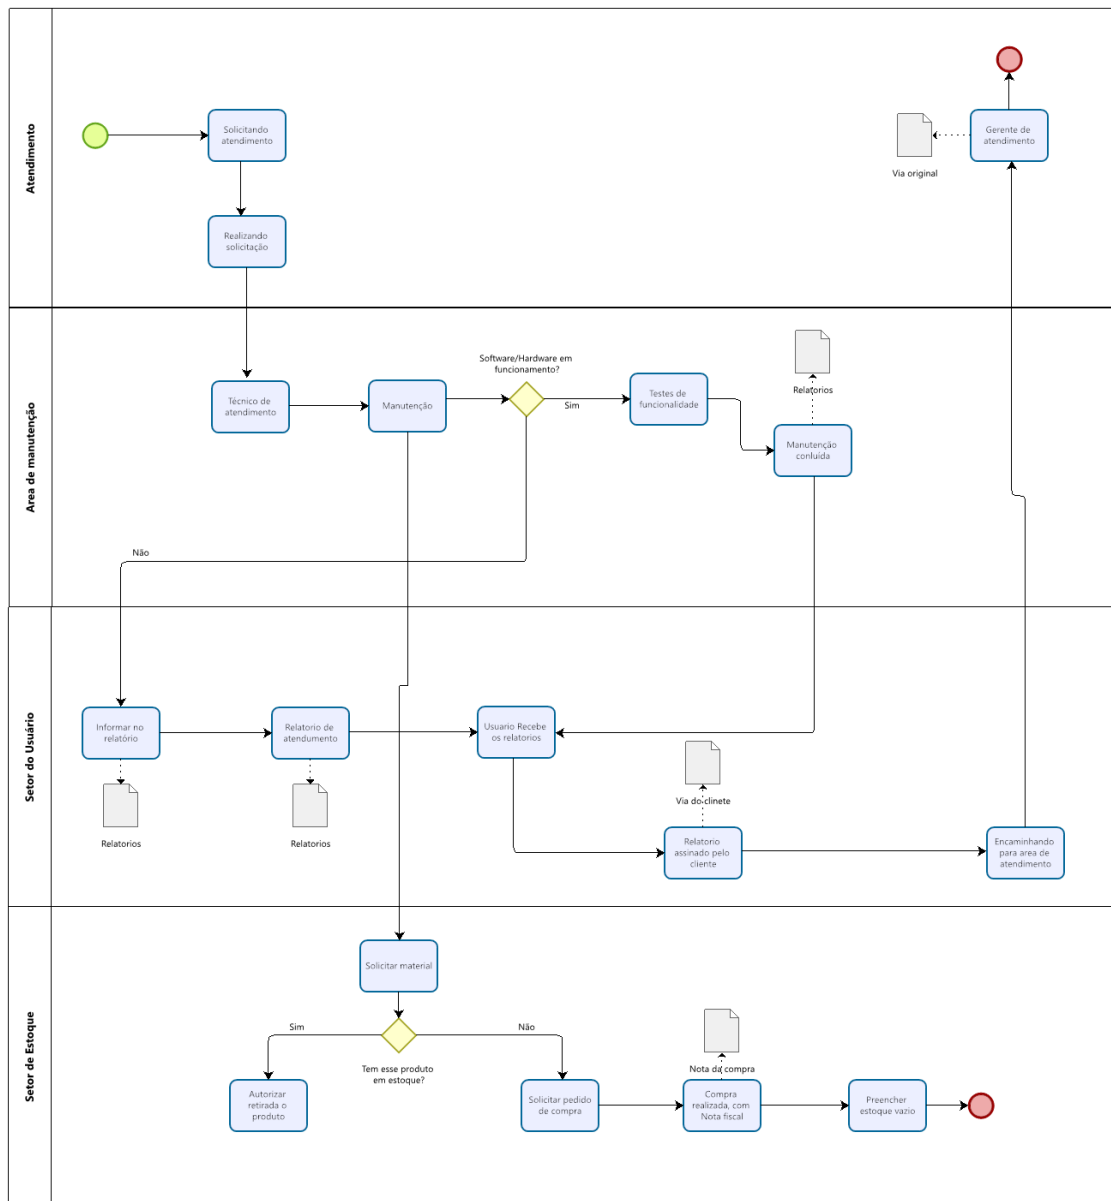 Atendimento
Solicitando
atendimento
Gerente de
atendimento
Via original
Realizando
solicitação
Area de manutenção
Software/Hardware em
funcionamento?
Relatorios
Técnico de
atendimento
Manutenção
Sim
Testes de
funcionalidade
Manutenção
conluída
Não
Setor do Usuário
Informar no
relatório
Relatorio de
atendumento
Usuario Recebe
os relatorios
Relatorios
Relatorios
Via do clinete
Relatorio
assinado pelo
cliente
Encaminhando
para area de
atendimento
Setor de Estoque
Solicitar material
Sim
Não
Tem esse produto
em estoque?
Nota da compra
Autorizar
retirada o
produto
Solicitar pedido
de compra
Compra
realizada, com
Nota fiscal
Preencher
estoque vazio